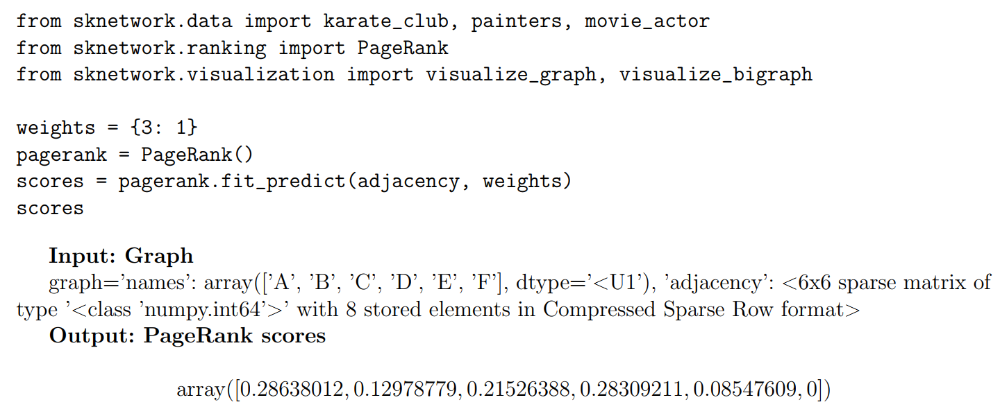 from sknetwork.data import karate_club, painters, movie_actor
from sknetwork.ranking import PageRank
from sknetwork.visualization import visualize_graph, visualize_bigraph
weights = {3: 1}
pagerank = PageRank()
scores = pagerank.fit_predict(adjacency, weights)
scores
Input: Graph
graph=’names’: array([’A’, ’B’, ’C’, ’D’, ’E’, ’F’], dtype=’<U1’), ’adjacency’: <6x6 sparse matrix of
type ’<class ’numpy.int64’>’ with 8 stored elements in Compressed Sparse Row format>
Output: PageRank scores
array([0.28638012, 0.12978779, 0.21526388, 0.28309211, 0.08547609, 0])